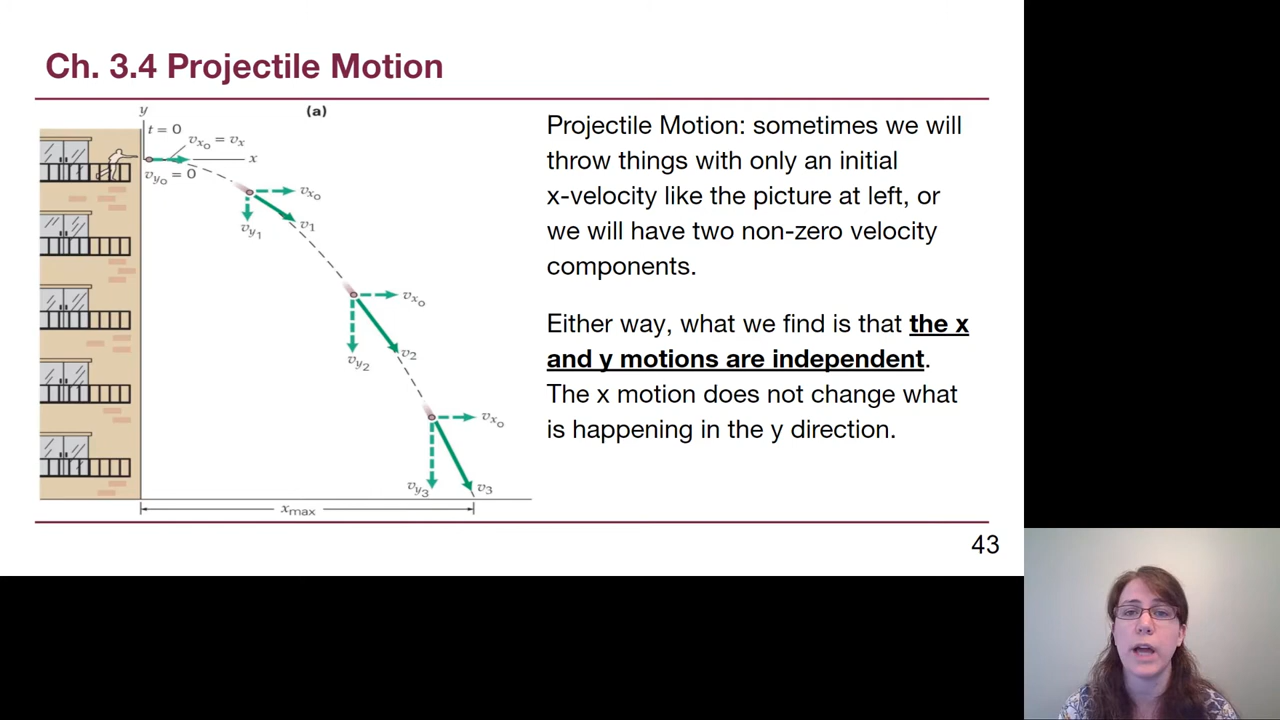 Ch. 3.4 Projectile Motion
y
(a)
t = 0
vx₀ = vx
x
vy₀ = 0
vx₀
vy₁
v₁
vx₀
vy₂
v₂
vx₀
vy₃
v₃
xmax
Projectile Motion: sometimes we will
throw things with only an initial
x-velocity like the picture at left, or
we will have two non-zero velocity
components.
Either way, what we find is that the x
and y motions are independent.
The x motion does not change what
is happening in the y direction.
43